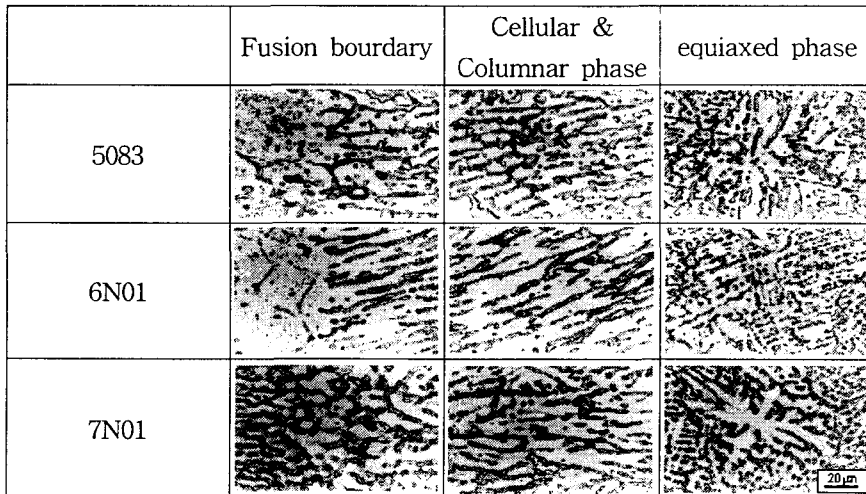 Fusion bourdary
Cellular &
Columnar phase
equiaxed phase
5083
6N01
7N01
20㎛